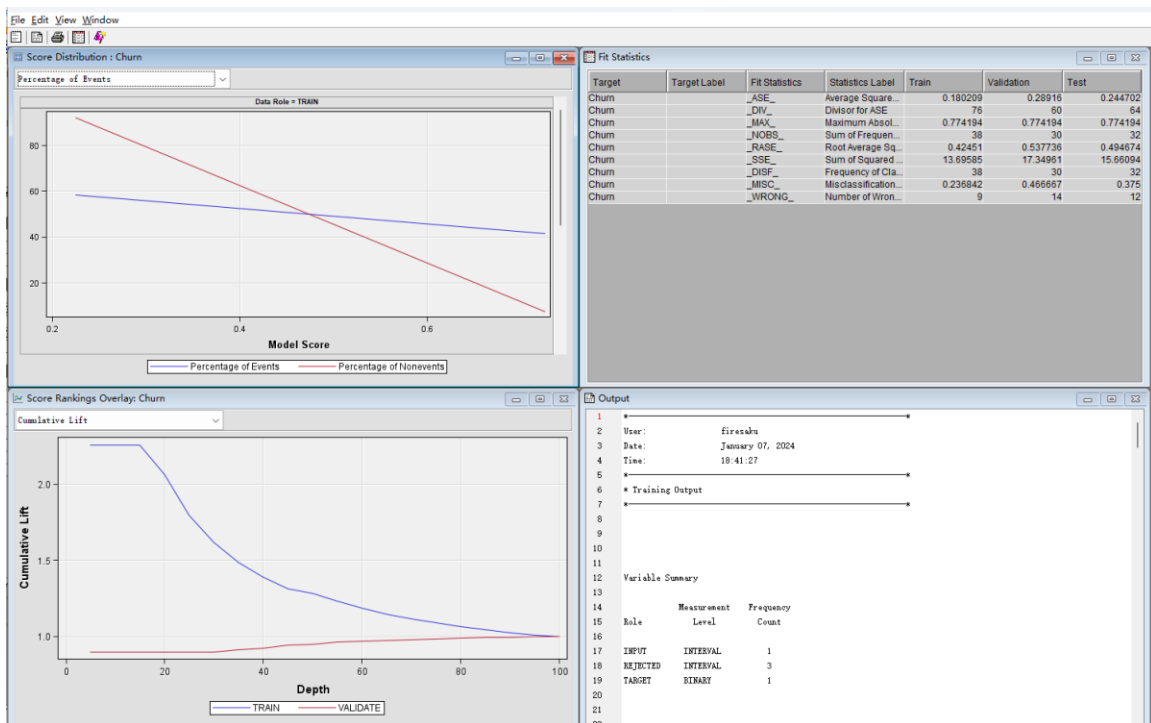 File Edit View Window
Score Distribution : Churn
Percentage of Events
Data Role = TRAIN
80
60
40
20
0.2 0.4 0.6
Model Score
Percentage of Events Percentage of Nonevents
Fit Statistics
Target Target Label Fit Statistics Statistics Label Train Validation Test
Churn _ASE_ Average Square... 0.180209 0.28916 0.244702
Churn _DIV_ Divisor for ASE 76 60 64
Churn _MAX_ Maximum Absol... 0.774194 0.774194 0.774194
Churn _NOBS_ Sum of Frequen... 38 30 32
Churn _RASE_ Root Average Sq... 0.42451 0.537736 0.494674
Churn _SSE_ Sum of Squared ... 13.69585 17.34961 15.66094
Churn _DISF_ Frequency of Cla... 38 30 32
Churn _MISC_ Misclassification... 0.236842 0.466667 0.375
Churn _WRONG_ Number of Wron... 9 14 12
Score Rankings Overlay: Churn
Cumulative Lift
Cumulative Lift
2.0
1.5
1.0
0 20 40 60 80 100
Depth
TRAIN VALIDATE
Output
1 *------------------------------------------------------------*
2 User: firesaku
3 Date: January 07, 2024
4 Time: 18:41:27
5 *------------------------------------------------------------*
6 * Training Output
7 *------------------------------------------------------------*
8
9
10
11
12 Variable Summary
13
14 Measurement Frequency
15 Role Level Count
16
17 INPUT INTERVAL 1
18 REJECTED INTERVAL 3
19 TARGET BINARY 1
20
21